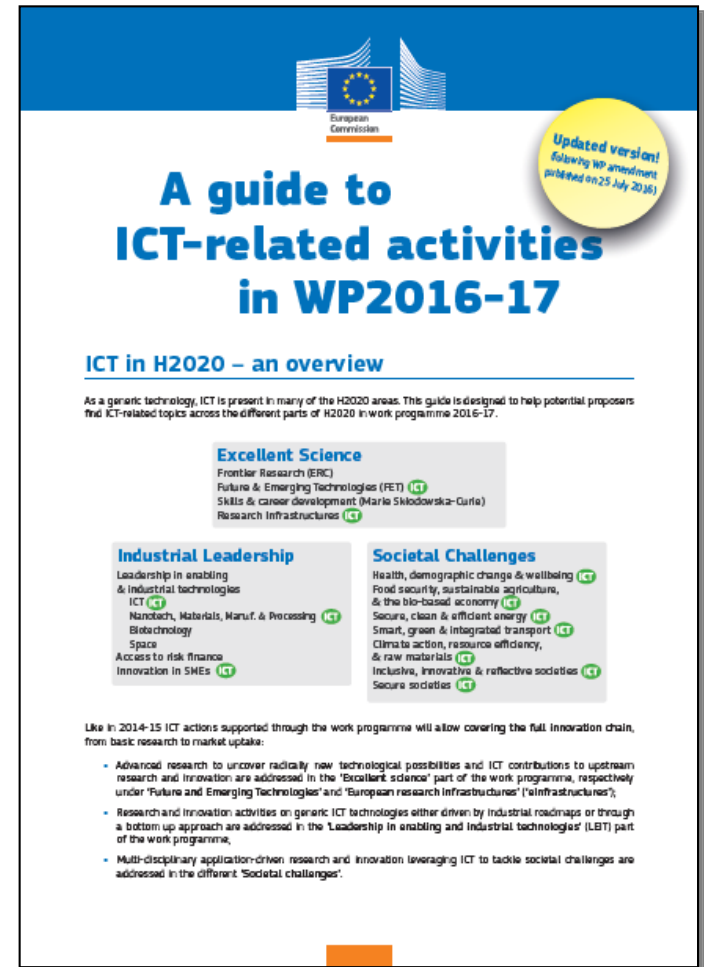 European
Commission
Updated version!
(following WP amendment
published on 25 July 2016)
A guide to
ICT-related activities
in WP2016-17
ICT in H2020 – an overview
As a generic technology, ICT is present in many of the H2020 areas. This guide is designed to help potential proposers
find ICT-related topics across the different parts of H2020 in work programme 2016-17.
Excellent Science
Frontier Research (ERC)
Future & Emerging Technologies (FET) ICT
Skills & career development (Marie Skłodowska-Curie)
Research Infrastructures ICT
Industrial Leadership
Leadership in enabling
& industrial technologies
ICT ICT
Nanotech., Materials, Manuf. & Processing ICT
Biotechnology
Space
Access to risk finance
Innovation in SMEs ICT
Societal Challenges
Health, demographic change & wellbeing ICT
Food security, sustainable agriculture,
& the bio-based economy ICT
Secure, clean & efficient energy ICT
Smart, green & integrated transport ICT
Climate action, resource efficiency,
& raw materials ICT
Inclusive, innovative & reflective societies ICT
Secure societies ICT
Like in 2014-15 ICT actions supported through the work programme will allow covering the full innovation chain,
from basic research to market uptake:
• Advanced research to uncover radically new technological possibilities and ICT contributions to upstream
research and innovation are addressed in the 'Excellent science' part of the work programme, respectively
under 'Future and Emerging Technologies' and 'European research infrastructures' ('eInfrastructures');
• Research and innovation activities on generic ICT technologies either driven by industrial roadmaps or through
a bottom up approach are addressed in the 'Leadership in enabling and industrial technologies' (LEIT) part
of the work programme;
• Multi-disciplinary application-driven research and innovation leveraging ICT to tackle societal challenges are
addressed in the different 'Societal challenges'.